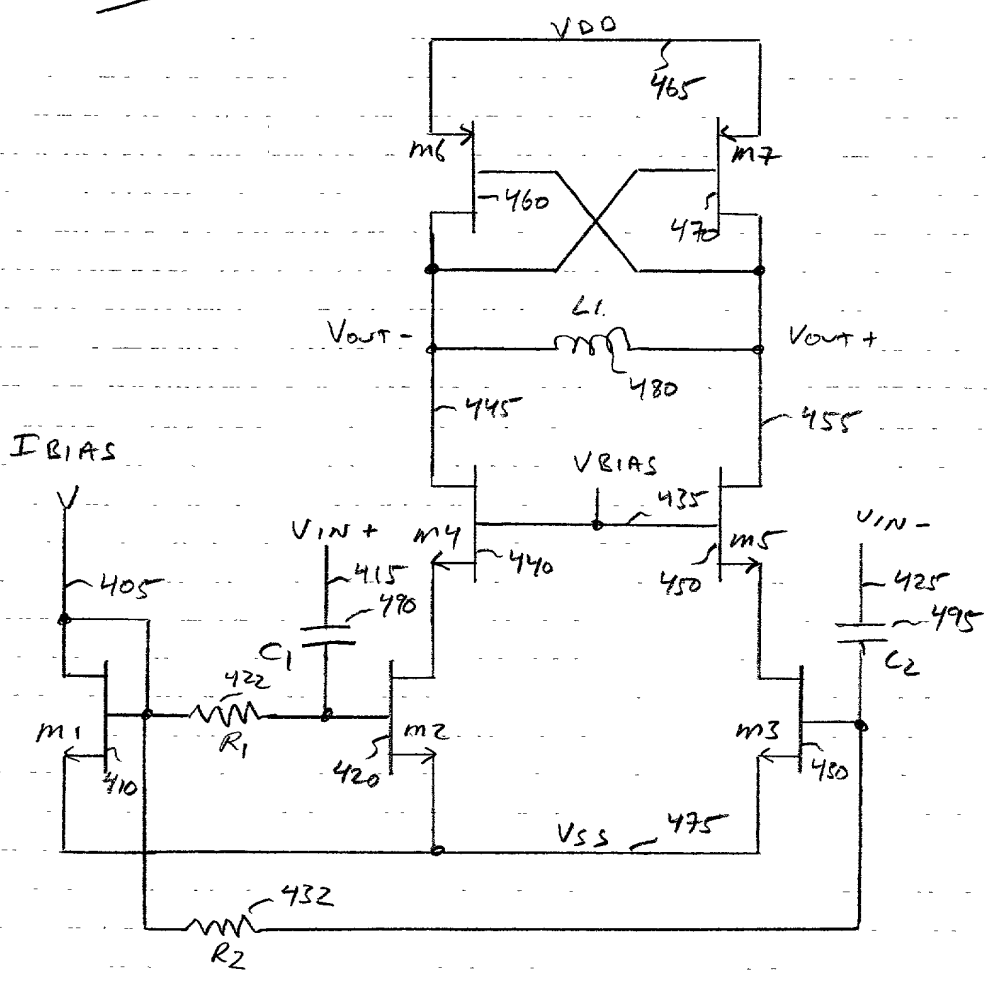 VDD
465
M6
M7
460
470
L1.
VOUT -
VOUT +
480
445
455
IBIAS
VBIAS
435
VIN -
VIN +
M4
M5
415
440
450
425
405
490
495
C1
C2
422
M1
R1
M2
M3
410
420
430
VSS
475
432
R2